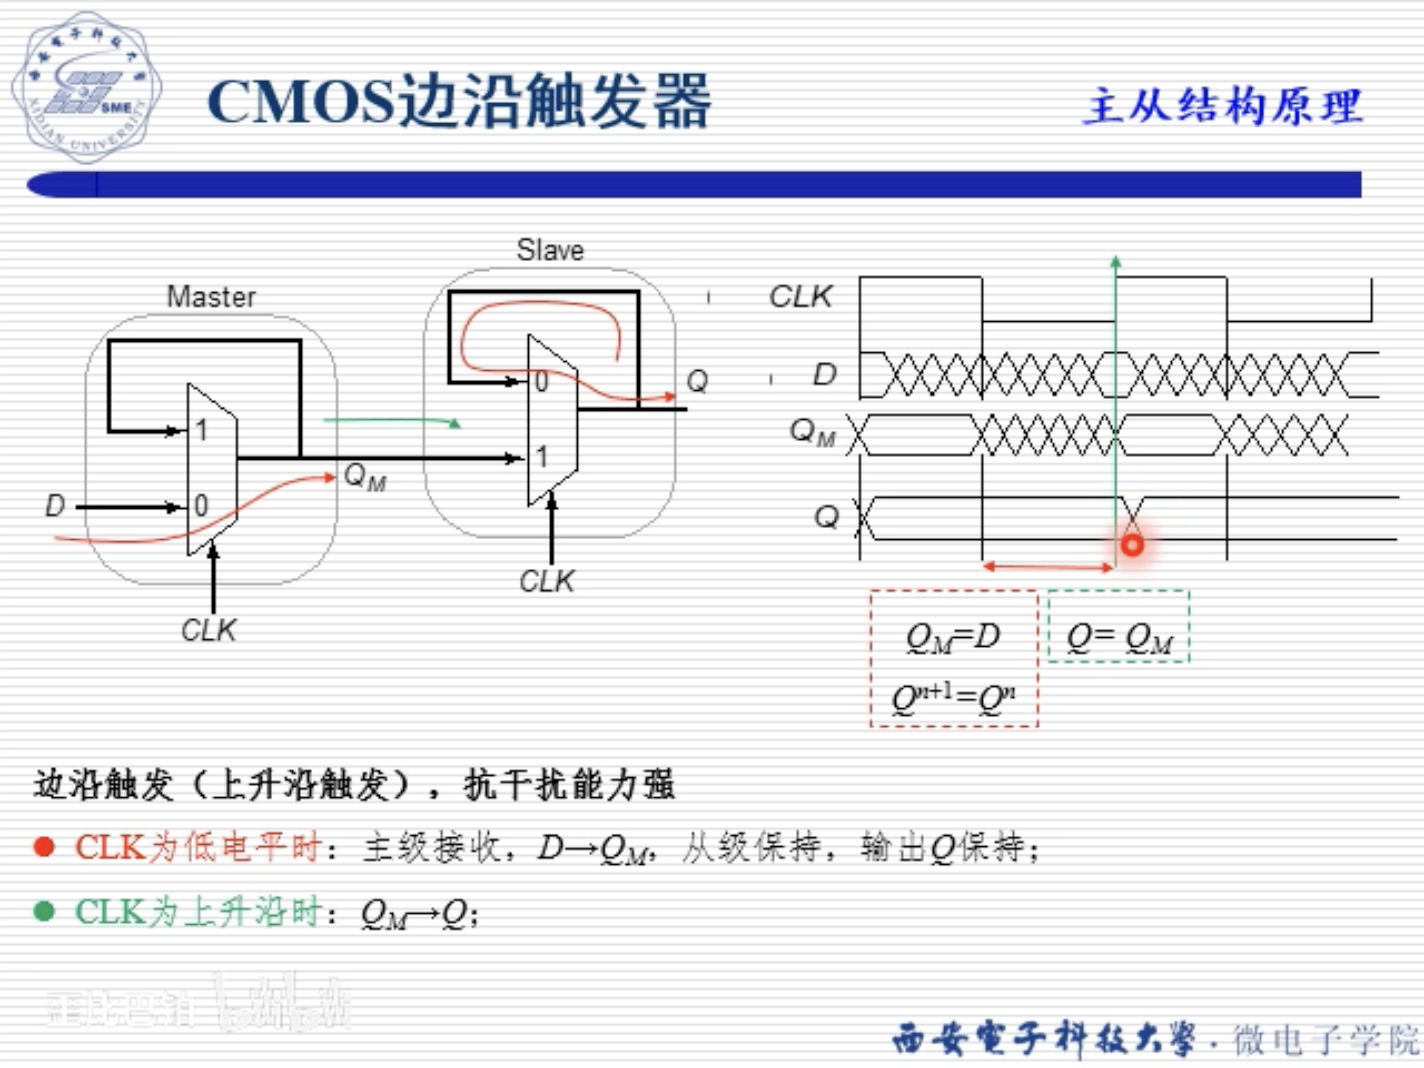 CMOS边沿触发器
主从结构原理
SME
XIDIAN UNIVERSITY
Slave
Master
CLK
0
Q
D
1
Q_M
1
D
0
Q_M
Q
CLK
CLK
Q_M=D
Q= Q_M
Q^{n+1}=Q^n
边沿触发（上升沿触发），抗干扰能力强
CLK为低电平时：主级接收，D→Q_M，从级保持，输出Q保持；
CLK为上升沿时：Q_M→Q；
西安电子科技大学·微电子学院